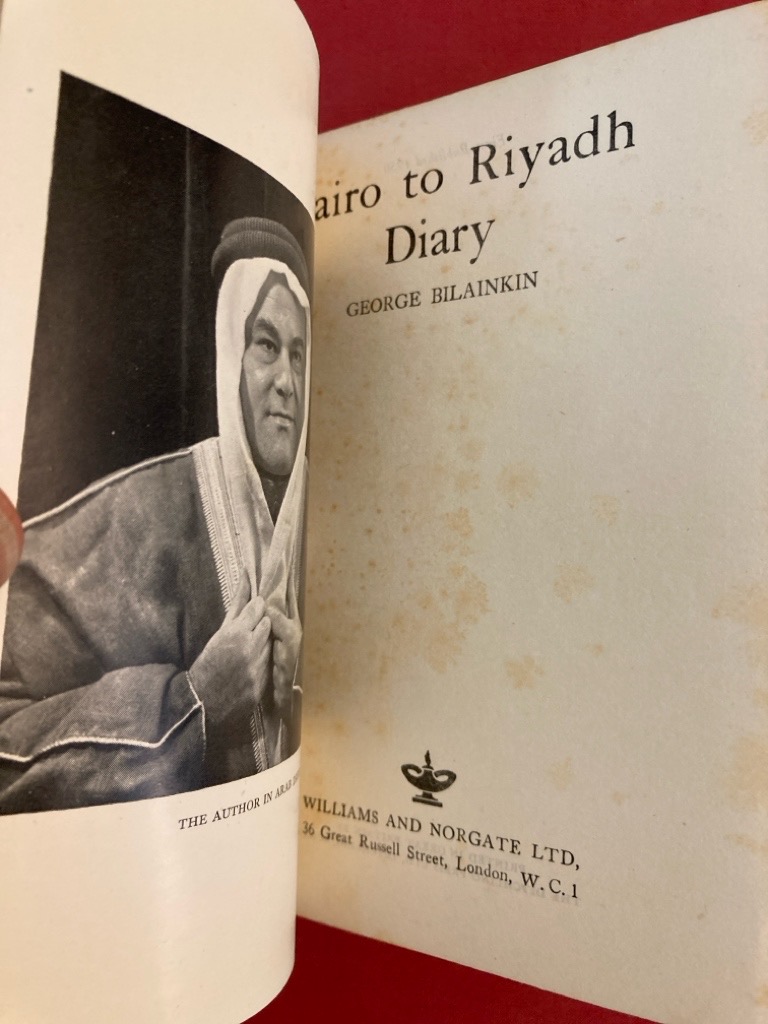 THE AUTHOR IN ARAB
airo to Riyadh
Diary
GEORGE BILAINKIN
WILLIAMS AND NORGATE LTD,
36 Great Russell Street, London, W.C.1